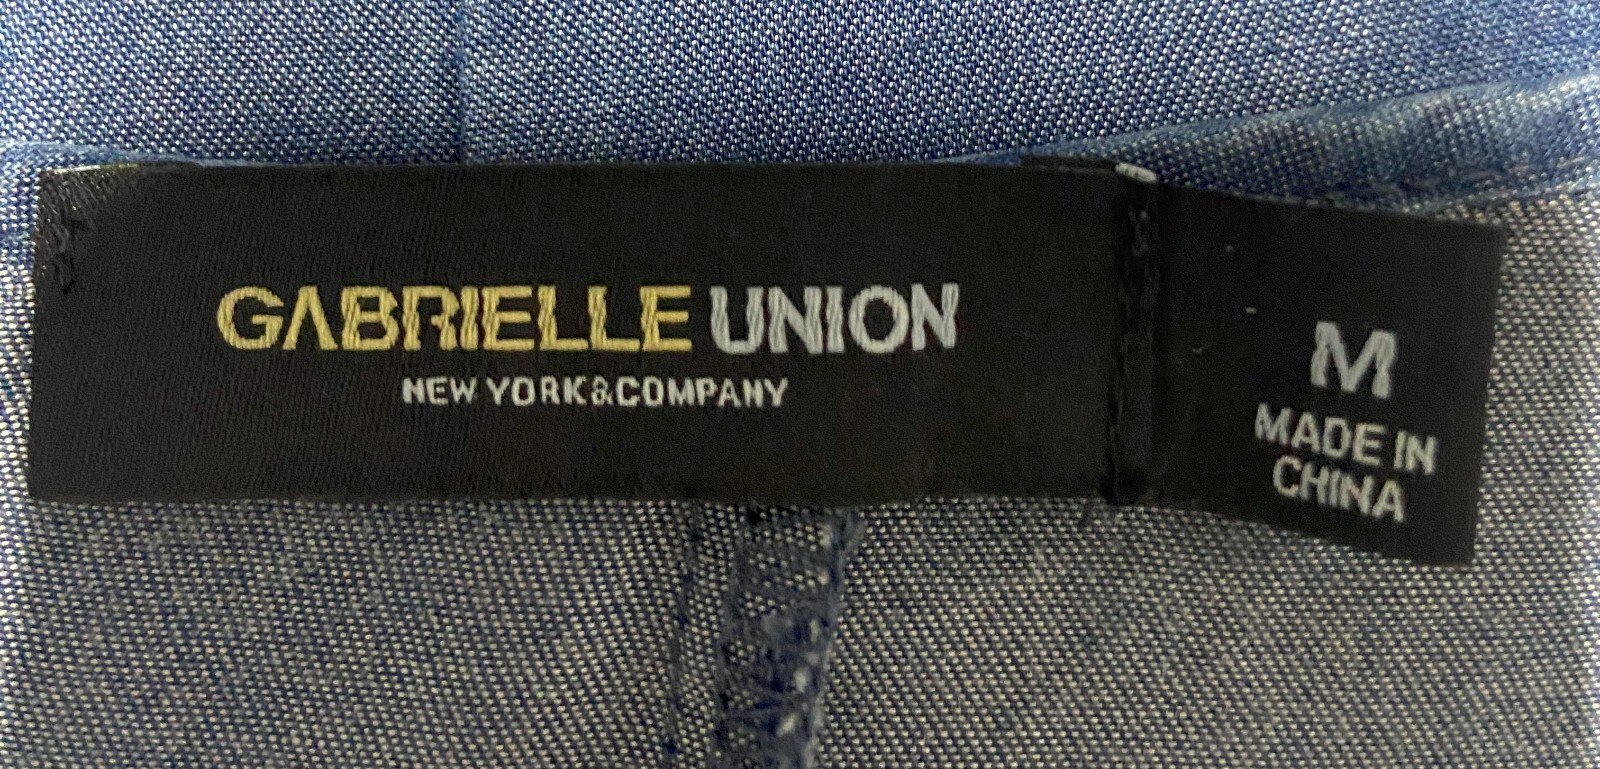 GABRIELLE UNION
NEW YORK&COMPANY
M
MADE IN
CHINA